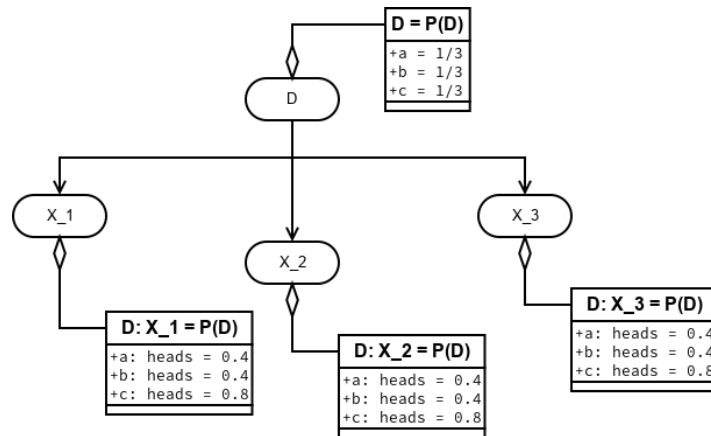 D = P(D)
+a = 1/3
+b = 1/3
+c = 1/3
D
X_1
X_3
X_2
D: X_1 = P(D)
+a: heads = 0.4
+b: heads = 0.4
+c: heads = 0.8
D: X_2 = P(D)
+a: heads = 0.4
+b: heads = 0.4
+c: heads = 0.8
D: X_3 = P(D)
+a: heads = 0.4
+b: heads = 0.4
+c: heads = 0.8